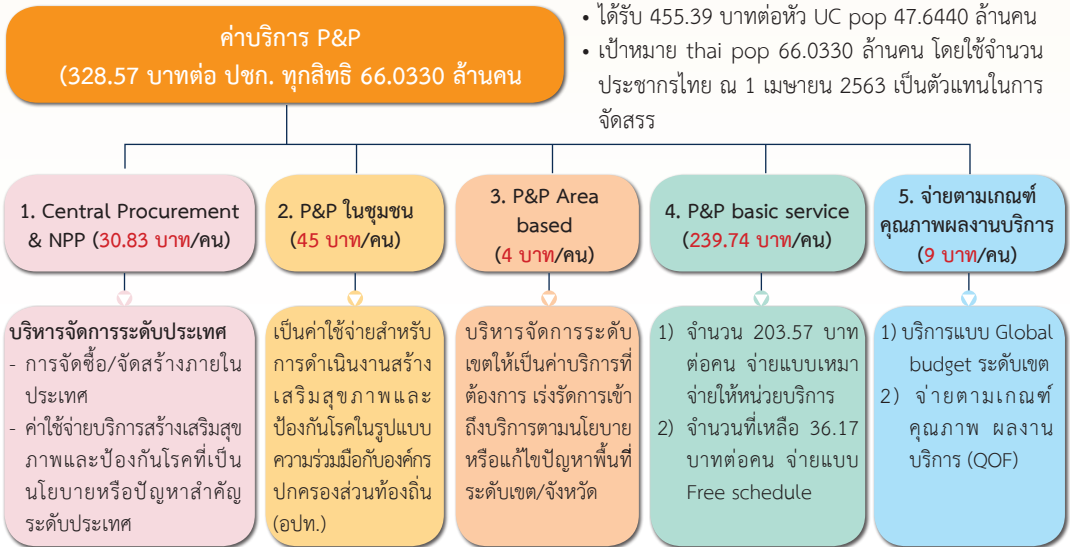 ค่าบริการ P&P
(328.57 บาทต่อ ปชก. ทุกสิทธิ 66.0330 ล้านคน
• ได้รับ 455.39 บาทต่อหัว UC pop 47.6440 ล้านคน
• เป้าหมาย thai pop 66.0330 ล้านคน โดยใช้จำนวน
ประชากรไทย ณ 1 เมษายน 2563 เป็นตัวแทนในการ
จัดสรร
1. Central Procurement
& NPP (30.83 บาท/คน)
บริหารจัดการระดับประเทศ
- การจัดซื้อ/จัดสร้างภายใน
ประเทศ
- ค่าใช้จ่ายบริการสร้างเสริมสุข
ภาพและป้องกันโรคที่เป็น
นโยบายหรือปัญหาสำคัญ
ระดับประเทศ
2. P&P ในชุมชน
(45 บาท/คน)
เป็นค่าใช้จ่ายสำหรับ
การดำเนินงานสร้าง
เสริมสุขภาพและ
ป้องกันโรคในรูปแบบ
ความร่วมมือกับองค์กร
ปกครองส่วนท้องถิ่น
(อปท.)
3. P&P Area
based
(4 บาท/คน)
บริหารจัดการระดับ
เขตให้เป็นค่าบริการที่
ต้องการ เร่งรัดการเข้า
ถึงบริการตามนโยบาย
หรือแก้ไขปัญหาพื้นที่
ระดับเขต/จังหวัด
4. P&P basic service
(239.74 บาท/คน)
1) จำนวน 203.57 บาท
ต่อคน จ่ายแบบเหมา
จ่ายให้หน่วยบริการ
2) จำนวนที่เหลือ 36.17
บาทต่อคน จ่ายแบบ
Free schedule
5. จ่ายตามเกณฑ์
คุณภาพผลงานบริการ
(9 บาท/คน)
1) บริการแบบ Global
budget ระดับเขต
2) จ่ายตามเกณฑ์
คุณภาพ ผลงาน
บริการ (QOF)